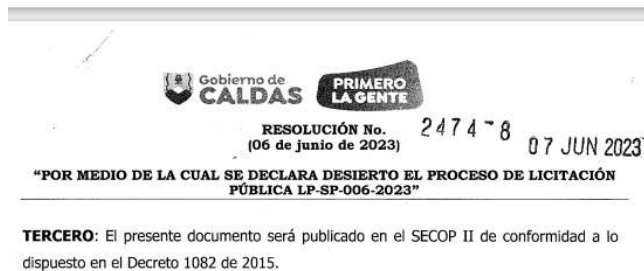 Gobierno de
CALDAS
PRIMERO
LA GENTE
RESOLUCIÓN No. 2474-8
(06 de junio de 2023) 07 JUN 2023
"POR MEDIO DE LA CUAL SE DECLARA DESIERTO EL PROCESO DE LICITACIÓN
PÚBLICA LP-SP-006-2023"
TERCERO: El presente documento será publicado en el SECOP II de conformidad a lo
dispuesto en el Decreto 1082 de 2015.